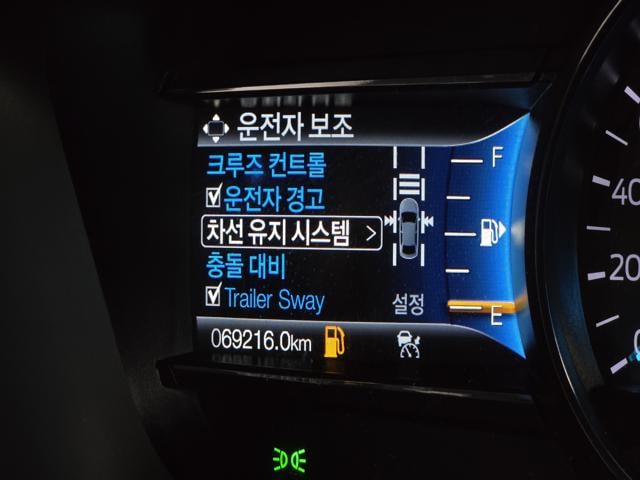 운전자 보조
크루즈 컨트롤
운전자 경고
차선 유지 시스템 >
충돌 대비
Trailer Sway
설정
069216.0km
F
E
40
20
0